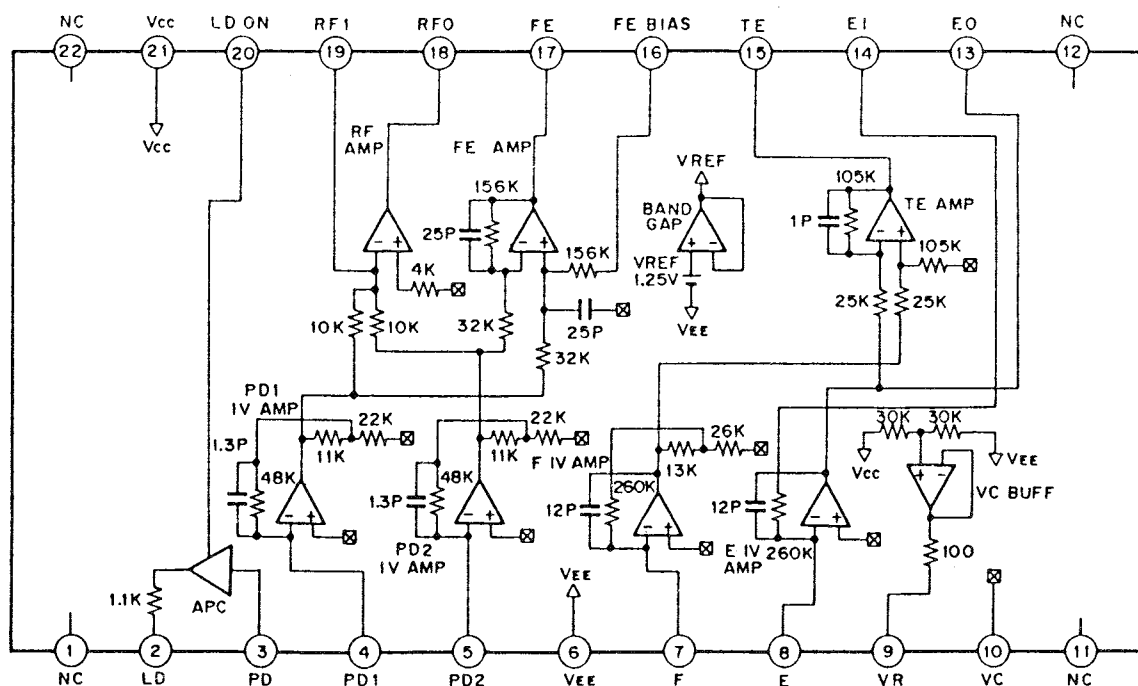 NC Vcc LD ON RF1 RFO FE FE BIAS TE EI EO NC
22 21 20 19 18 17 16 15 14 13 12
Vcc
RF AMP
FE AMP
VREF
156K
105K
25P
BAND GAP
1P
TE AMP
156K
105K
4K
VREF
1.25V
10K
10K
32K
25P
VEE
25K
25K
32K
PD1
IV AMP
22K
22K
26K
30K
30K
1.3P
11K
11K
F IV AMP
13K
Vcc
VEE
48K
48K
260K
VC BUFF
1.3P
12P
12P
PD2
IV AMP
E IV
AMP
260K
100
APC
1.1K
VEE
1 2 3 4 5 6 7 8 9 10 11
NC LD PD PD1 PD2 VEE F E VR VC NC